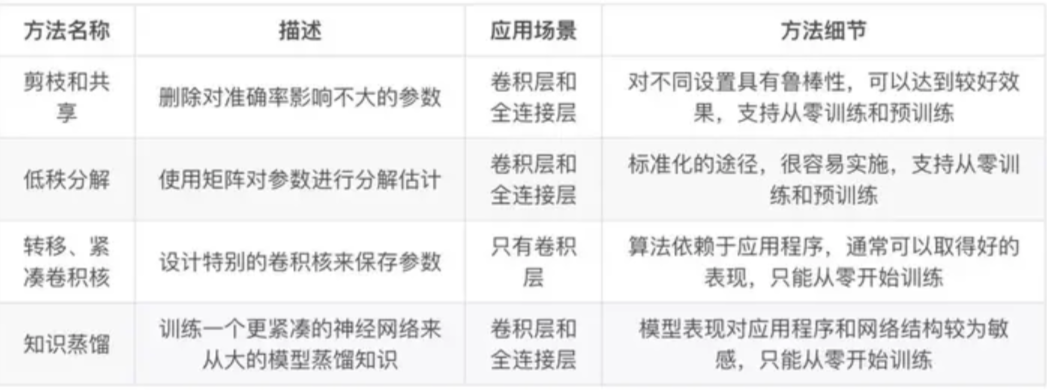 方法名称 描述 应用场景 方法细节
剪枝和共 卷积层和 对不同设置具有鲁棒性，可以达到较好效
享 删除对准确率影响不大的参数 全连接层 果，支持从零训练和预训练
低秩分解 使用矩阵对参数进行分解估计 卷积层和 标准化的途径，很容易实施，支持从零训
全连接层 练和预训练
转移、紧 设计特别的卷积核来保存参数 只有卷积 算法依赖于应用程序，通常可以取得好的
凑卷积核 层 表现，只能从零开始训练
知识蒸馏 训练一个更紧凑的神经网络来 卷积层和 模型表现对应用程序和网络结构较为敏
从大的模型蒸馏知识 全连接层 感，只能从零开始训练